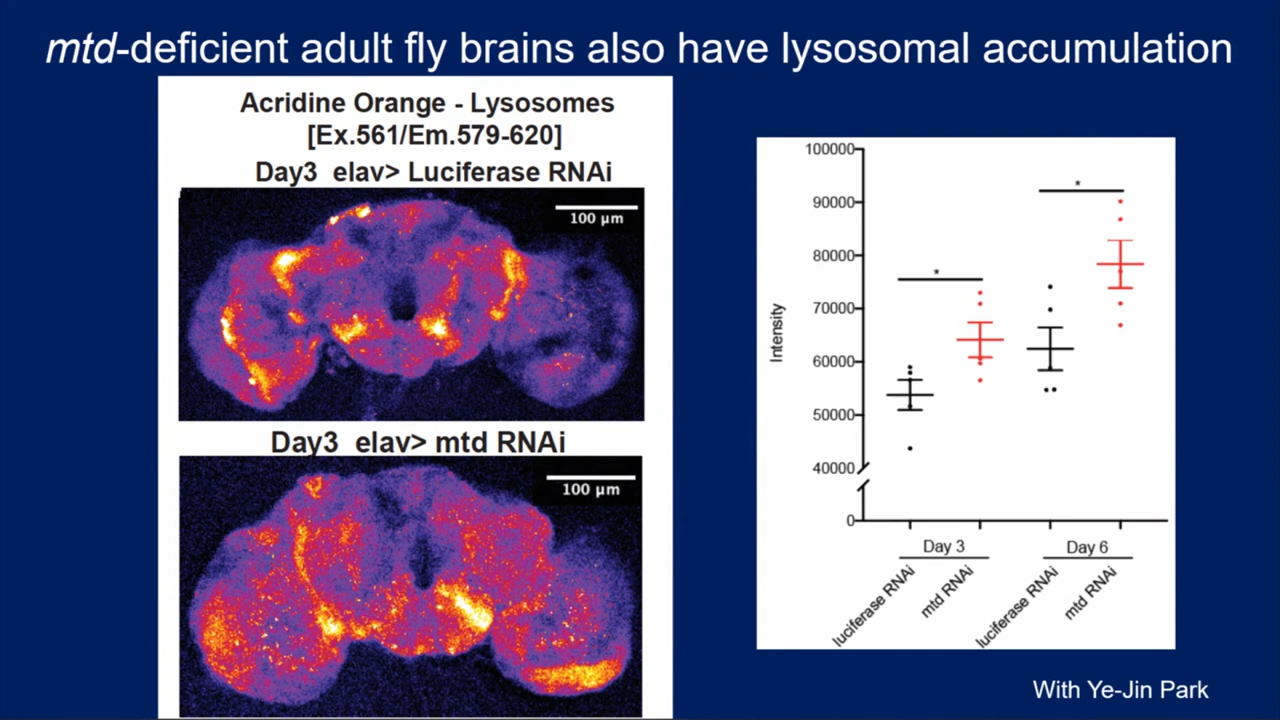 mtd-deficient adult fly brains also have lysosomal accumulation
Acridine Orange - Lysosomes
[Ex.561/Em.579-620]
Day3 elav> Luciferase RNAi
100 µm
Day3 elav> mtd RNAi
100 µm
100000
90000
80000
70000
60000
50000
40000
0
Intensity
*
*
Day 3
Day 6
luciferase RNAi
mtd RNAi
luciferase RNAi
mtd RNAi
With Ye-Jin Park